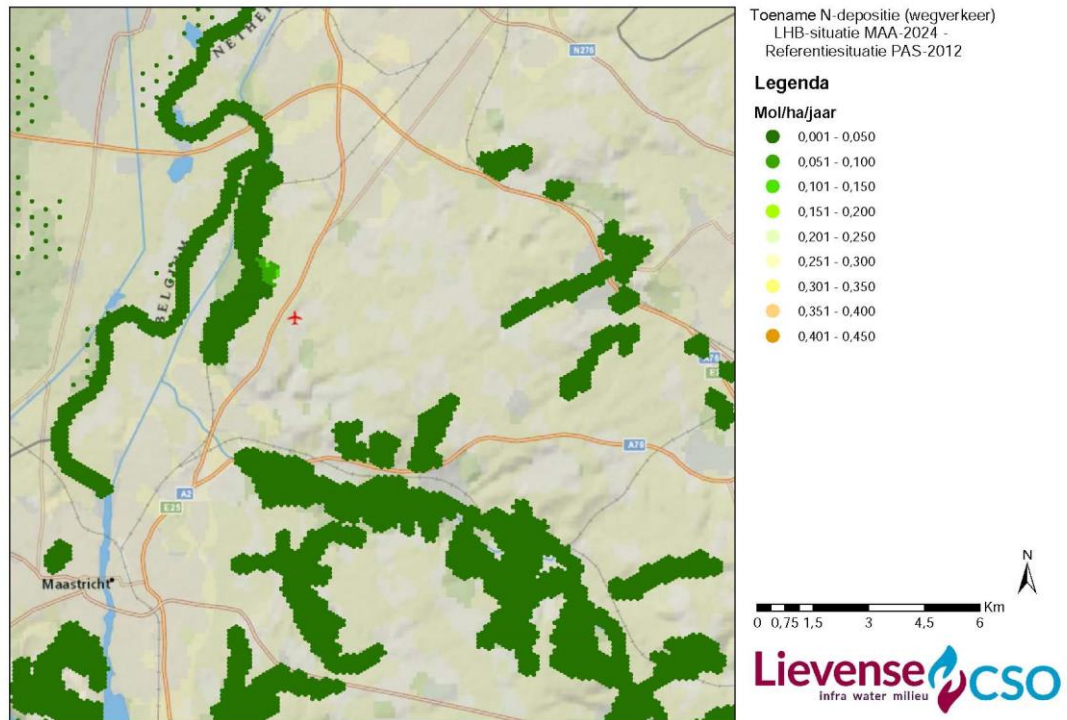 Toename N-depositie (wegverkeer)
LHB-situatie MAA-2024 -
Referentiesituatie PAS-2012
Legenda
Mol/ha/jaar
0,001 - 0,050
0,051 - 0,100
0,101 - 0,150
0,151 - 0,200
0,201 - 0,250
0,251 - 0,300
0,301 - 0,350
0,351 - 0,400
0,401 - 0,450
N276
A76
A76
A2
E25
Maastricht
N
Km
0 0,75 1,5 3 4,5 6
Lievense CSO
infra water milieu